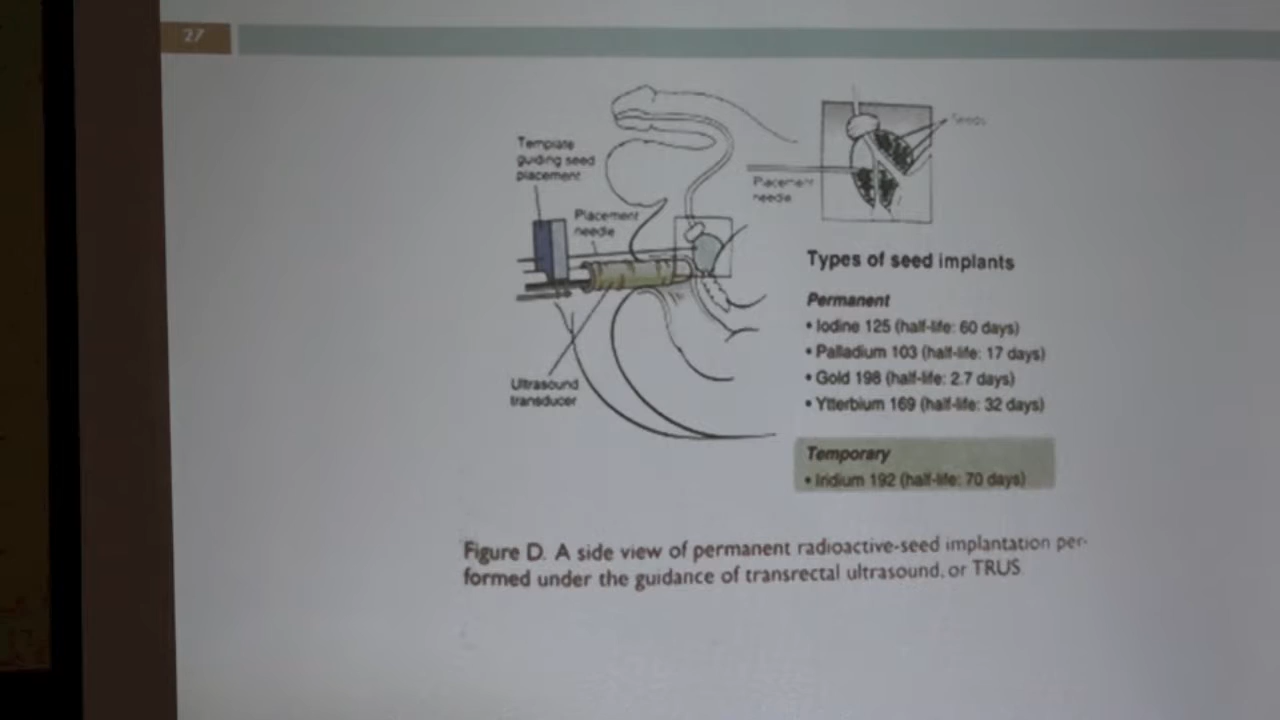 27
Template
guiding seed
placement
Placement
needle
Ultrasound
transducer
Seeds
Placement
needle
Types of seed implants
Permanent
• Iodine 125 (half-life: 60 days)
• Palladium 103 (half-life: 17 days)
• Gold 198 (half-life: 2.7 days)
• Ytterbium 169 (half-life: 32 days)
Temporary
• Iridium 192 (half-life: 70 days)
Figure D. A side view of permanent radioactive-seed implantation per-
formed under the guidance of transrectal ultrasound, or TRUS.